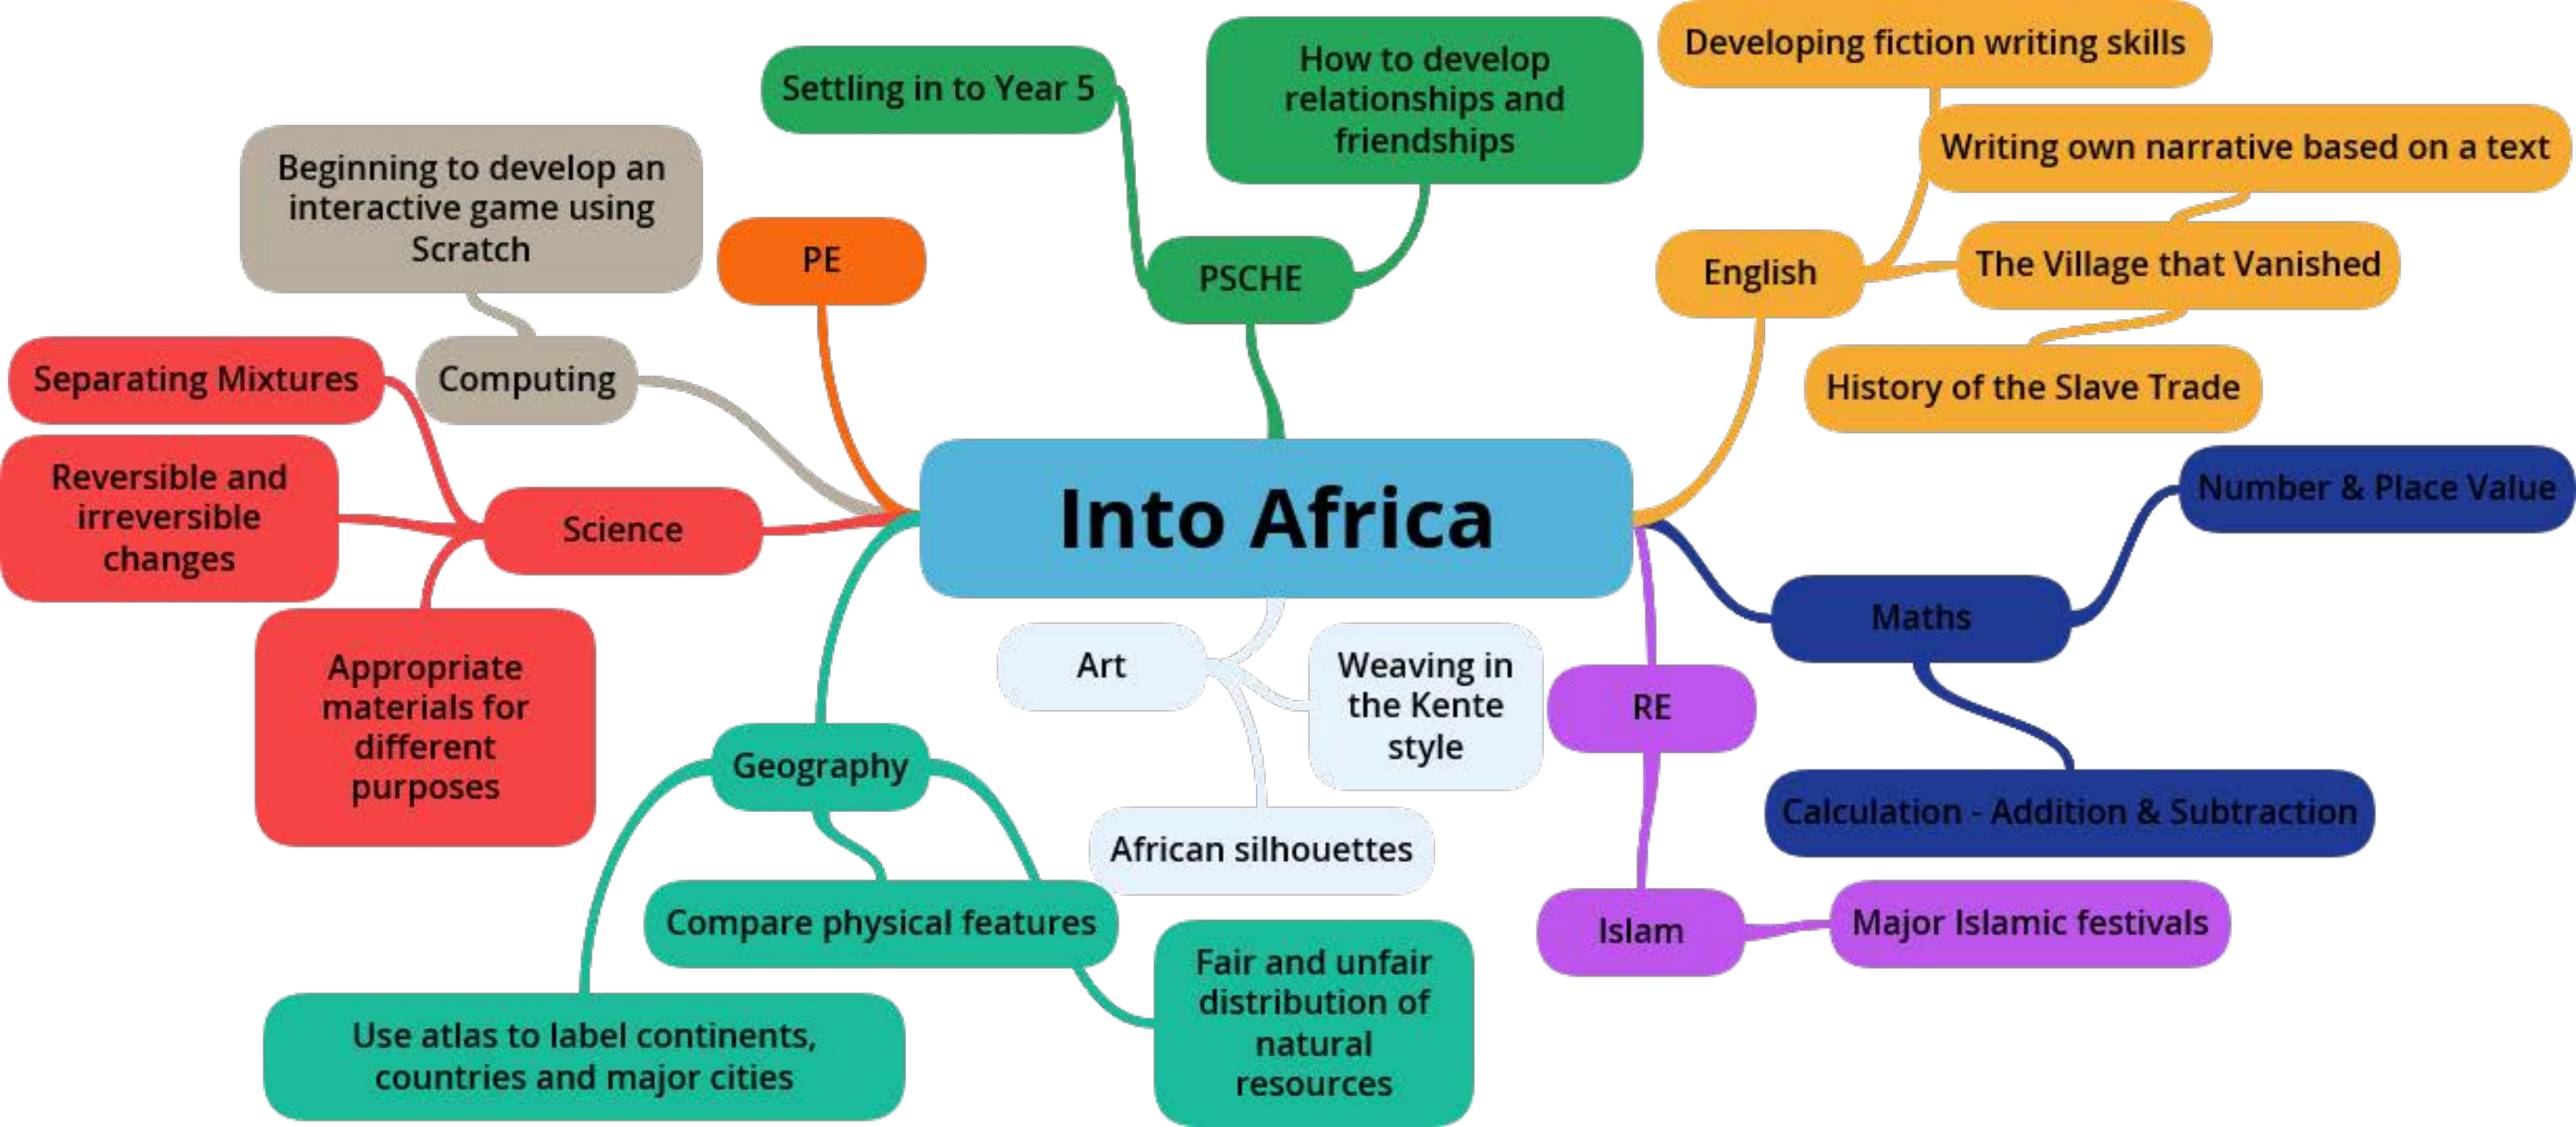 Developing fiction writing skills
Settling in to Year 5
How to develop
relationships and
friendships
Writing own narrative based on a text
Beginning to develop an
interactive game using
Scratch
PE
PSCHE
English
The Village that Vanished
Separating Mixtures
Computing
History of the Slave Trade
Reversible and
irreversible
changes
Science
Into Africa
Number & Place Value
Maths
Appropriate
materials for
different
purposes
Art
Weaving in
the Kente
style
RE
Geography
African silhouettes
Calculation - Addition & Subtraction
Compare physical features
Islam
Major Islamic festivals
Fair and unfair
distribution of
natural
resources
Use atlas to label continents,
countries and major cities